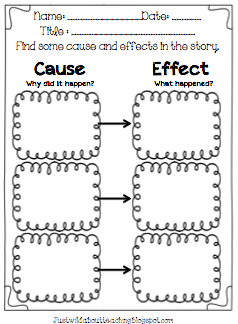 Name: Date:
Title :
Find some cause and effects in the story.
Cause Effect
Why did it happen? What happened?
Justwildaboutteaching.blogspot.com